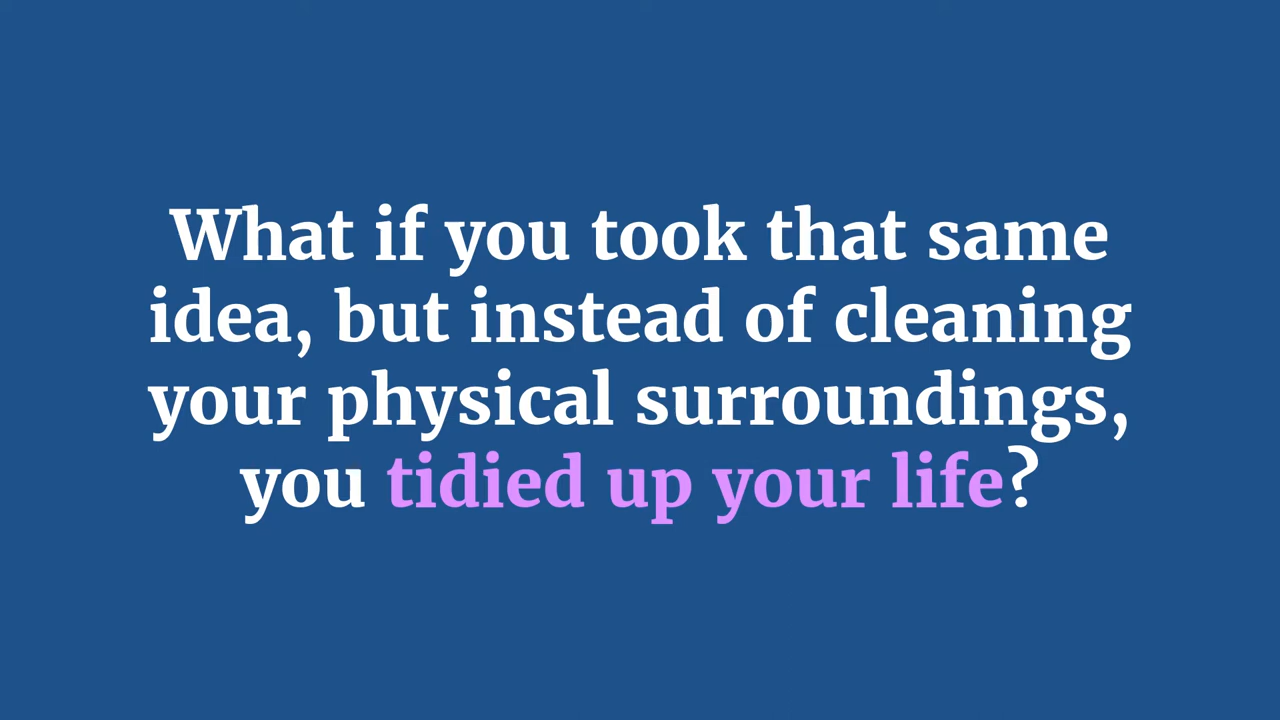 What if you took that same
idea, but instead of cleaning
your physical surroundings,
you tidied up your life?